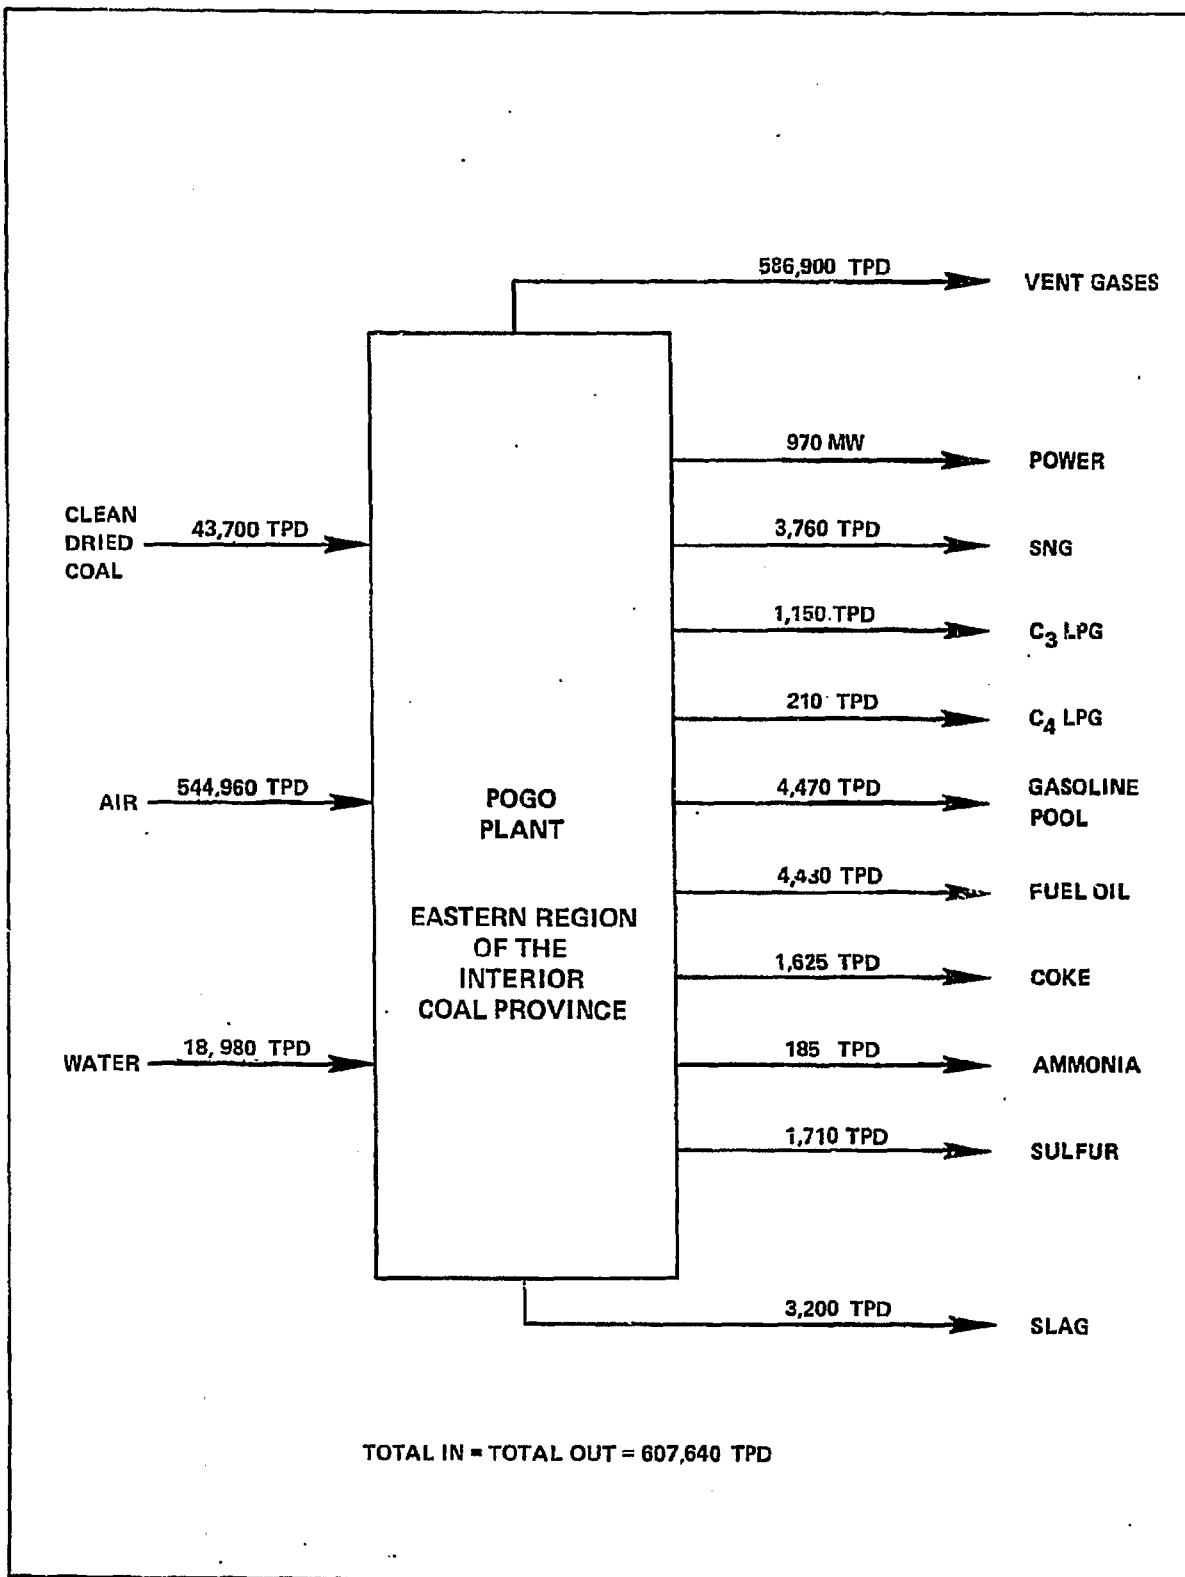 586,900 TPD
VENT GASES
970 MW
POWER
CLEAN
DRIED
COAL
43,700 TPD
3,760 TPD
SNG
1,150 TPD
C3 LPG
210 TPD
C4 LPG
AIR
544,960 TPD
POGO
PLANT
4,470 TPD
GASOLINE
POOL
4,430 TPD
FUEL OIL
EASTERN REGION
OF THE
INTERIOR
COAL PROVINCE
1,625 TPD
COKE
WATER
18,980 TPD
185 TPD
AMMONIA
1,710 TPD
SULFUR
3,200 TPD
SLAG
TOTAL IN = TOTAL OUT = 607,640 TPD